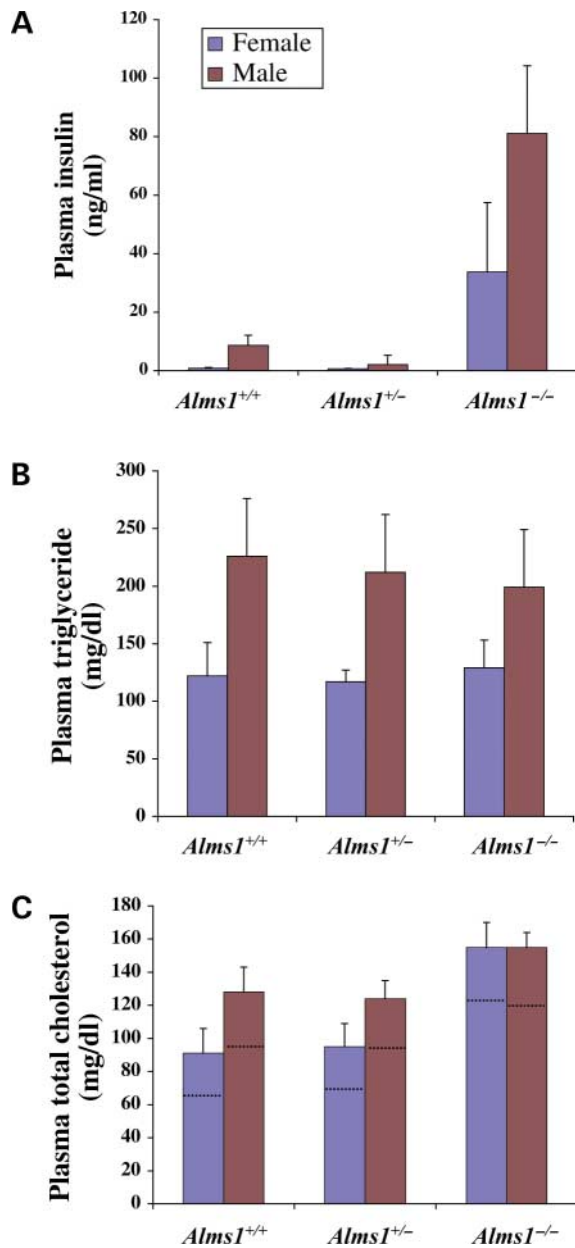 A
120
100
80
60
40
20
0
Plasma insulin
(ng/ml)
Female
Male
Alms1+/+ Alms1+/− Alms1−/−
B
300
250
200
150
100
50
0
Plasma triglyceride
(mg/dl)
Alms1+/+ Alms1+/− Alms1−/−
C
180
160
140
120
100
80
60
40
20
0
Plasma total cholesterol
(mg/dl)
Alms1+/+ Alms1+/− Alms1−/−